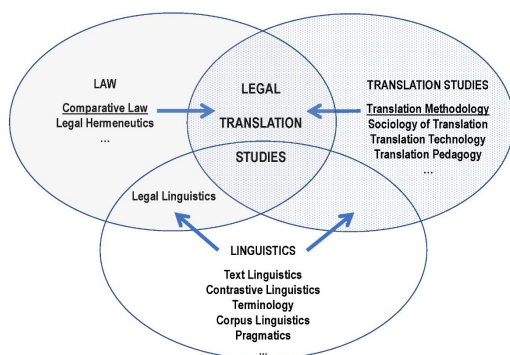 LAW
Comparative Law
Legal Hermeneutics
...
LEGAL
TRANSLATION
STUDIES
TRANSLATION STUDIES
Translation Methodology
Sociology of Translation
Translation Technology
Translation Pedagogy
...
Legal Linguistics
LINGUISTICS
Text Linguistics
Contrastive Linguistics
Terminology
Corpus Linguistics
Pragmatics
...